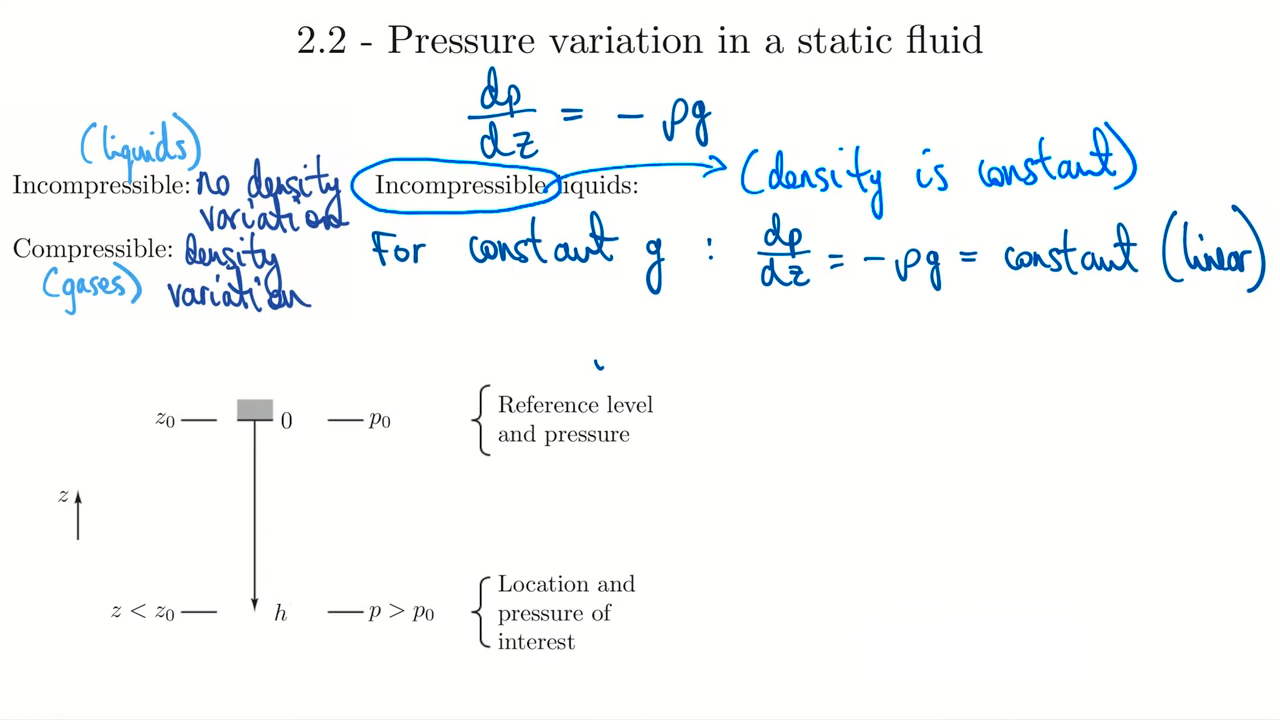 2.2 - Pressure variation in a static fluid
dp/dz = - ρg
(liquids)
Incompressible: no density variation
Compressible: density variation
(gases)
Incompressible liquids: (density is constant)
For constant g : dp/dz = - ρg = constant (linear)
z₀ 0 p₀
Reference level
and pressure
z
z < z₀ h p > p₀
Location and
pressure of
interest